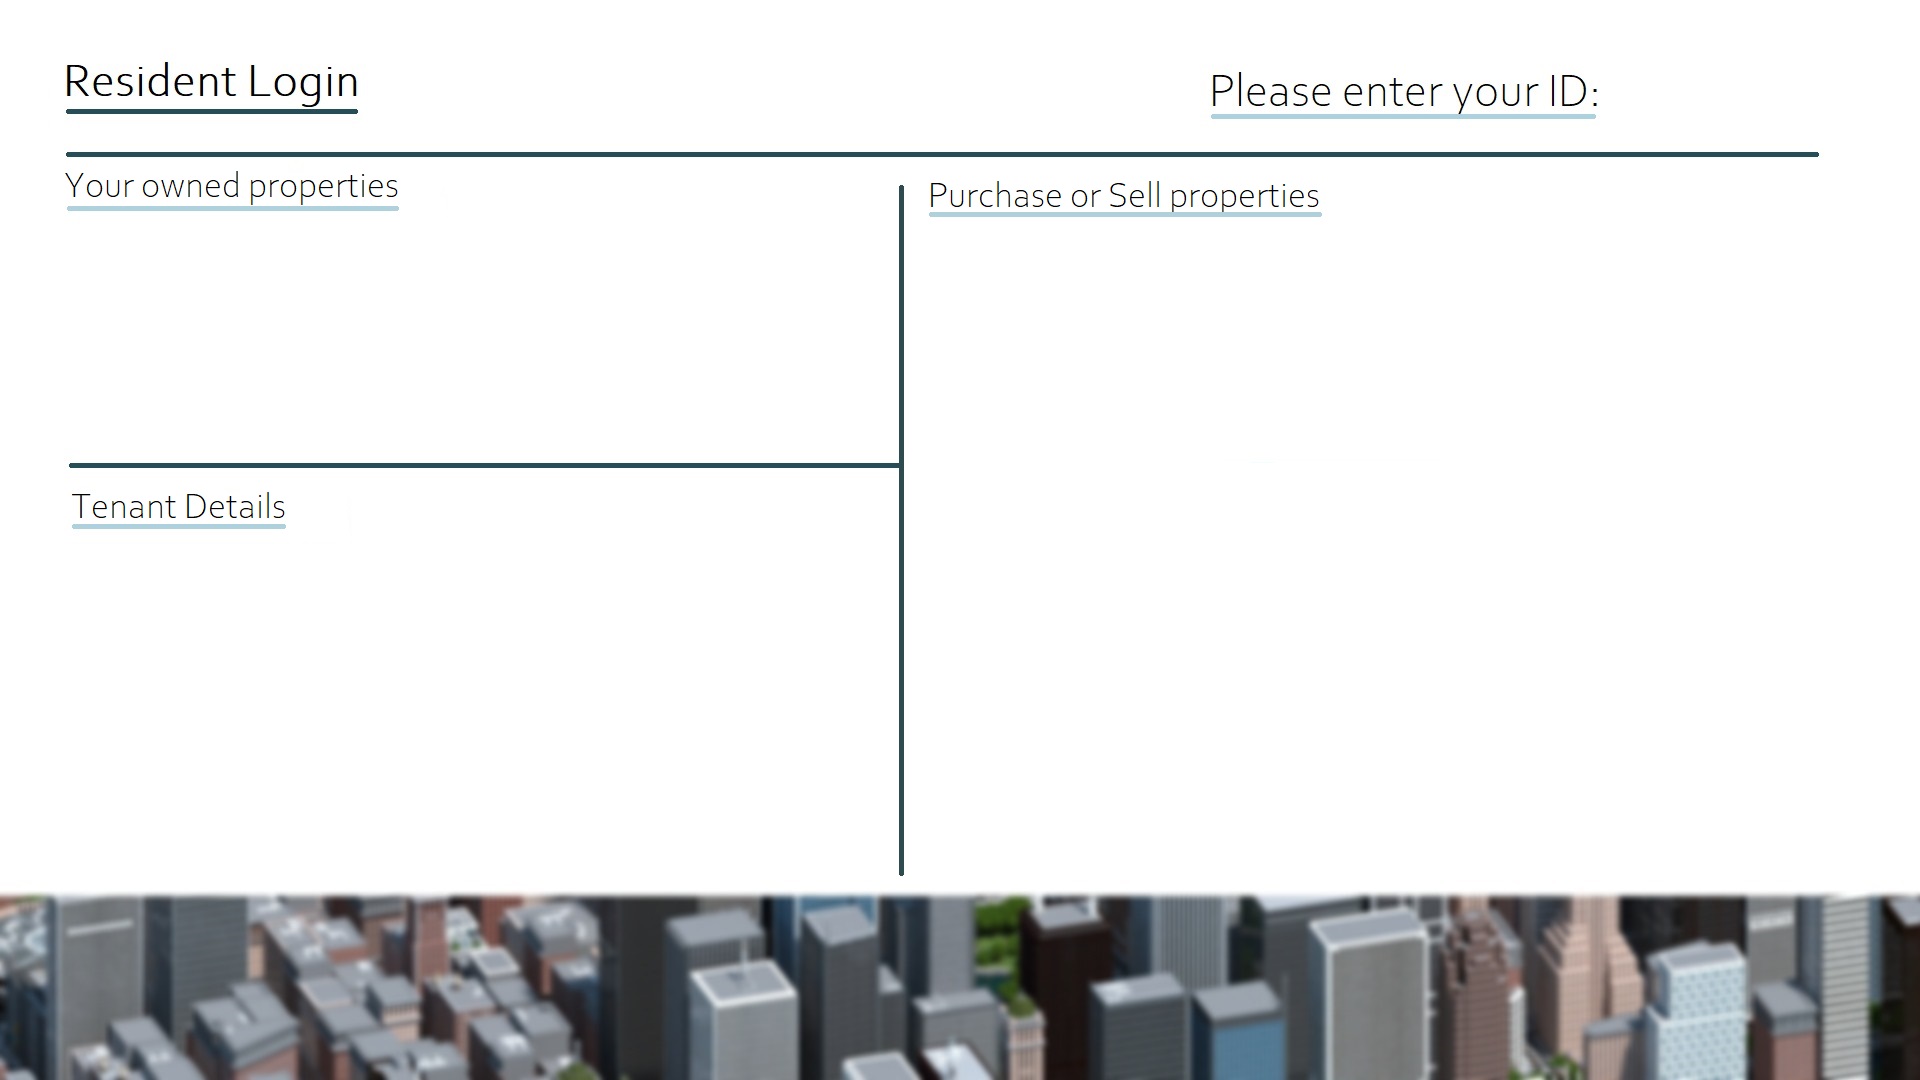 Resident Login
Please enter your ID:
Your owned properties
Purchase or Sell properties
Tenant Details